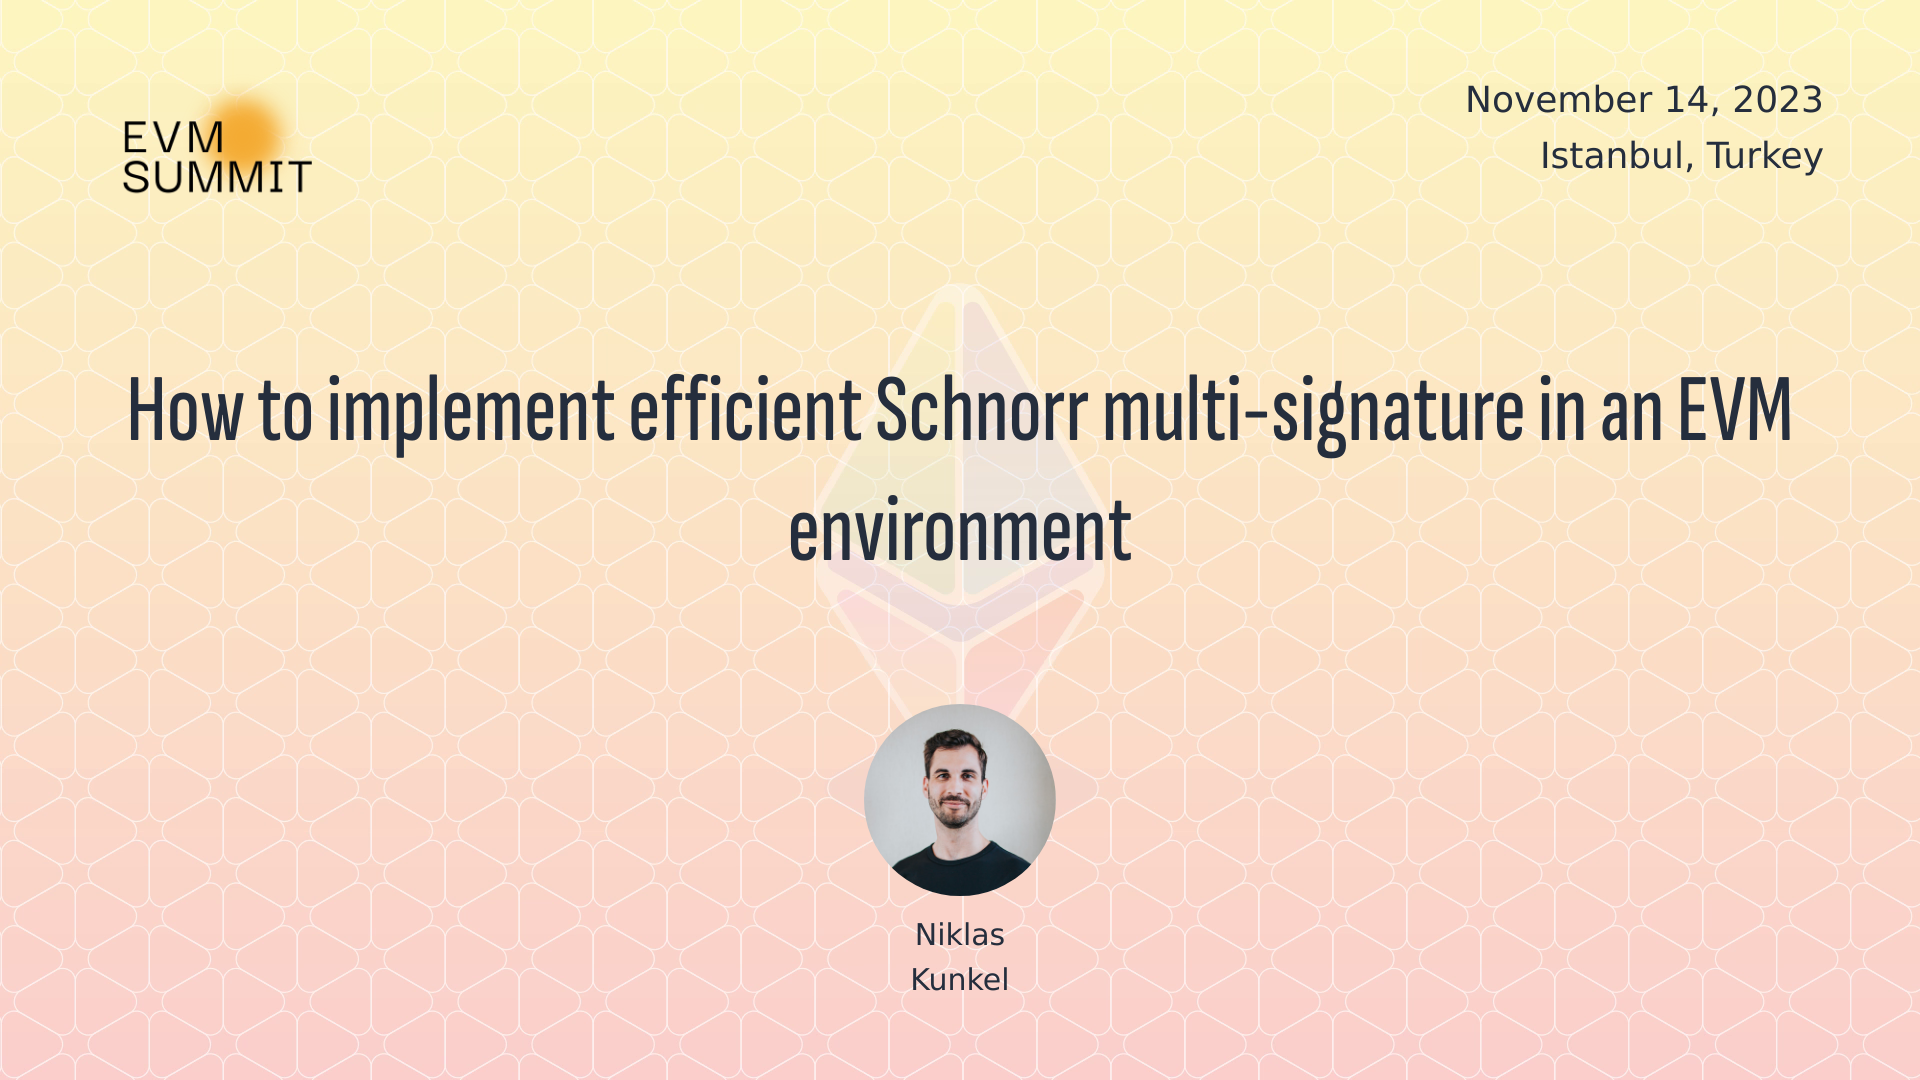 EVM
SUMMIT
November 14, 2023
Istanbul, Turkey
How to implement efficient Schnorr multi-signature in an EVM
environment
Niklas
Kunkel